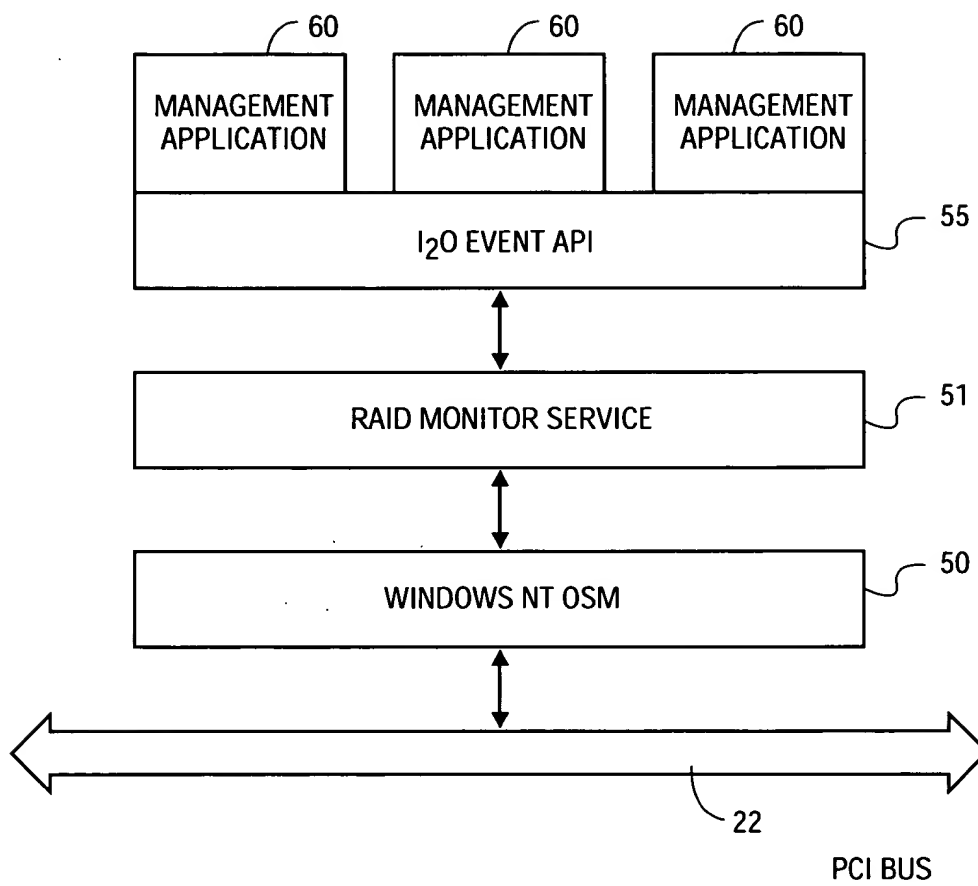 60 60 60
MANAGEMENT APPLICATION
MANAGEMENT APPLICATION
MANAGEMENT APPLICATION
55
I₂O EVENT API
51
RAID MONITOR SERVICE
50
WINDOWS NT OSM
22
PCI BUS